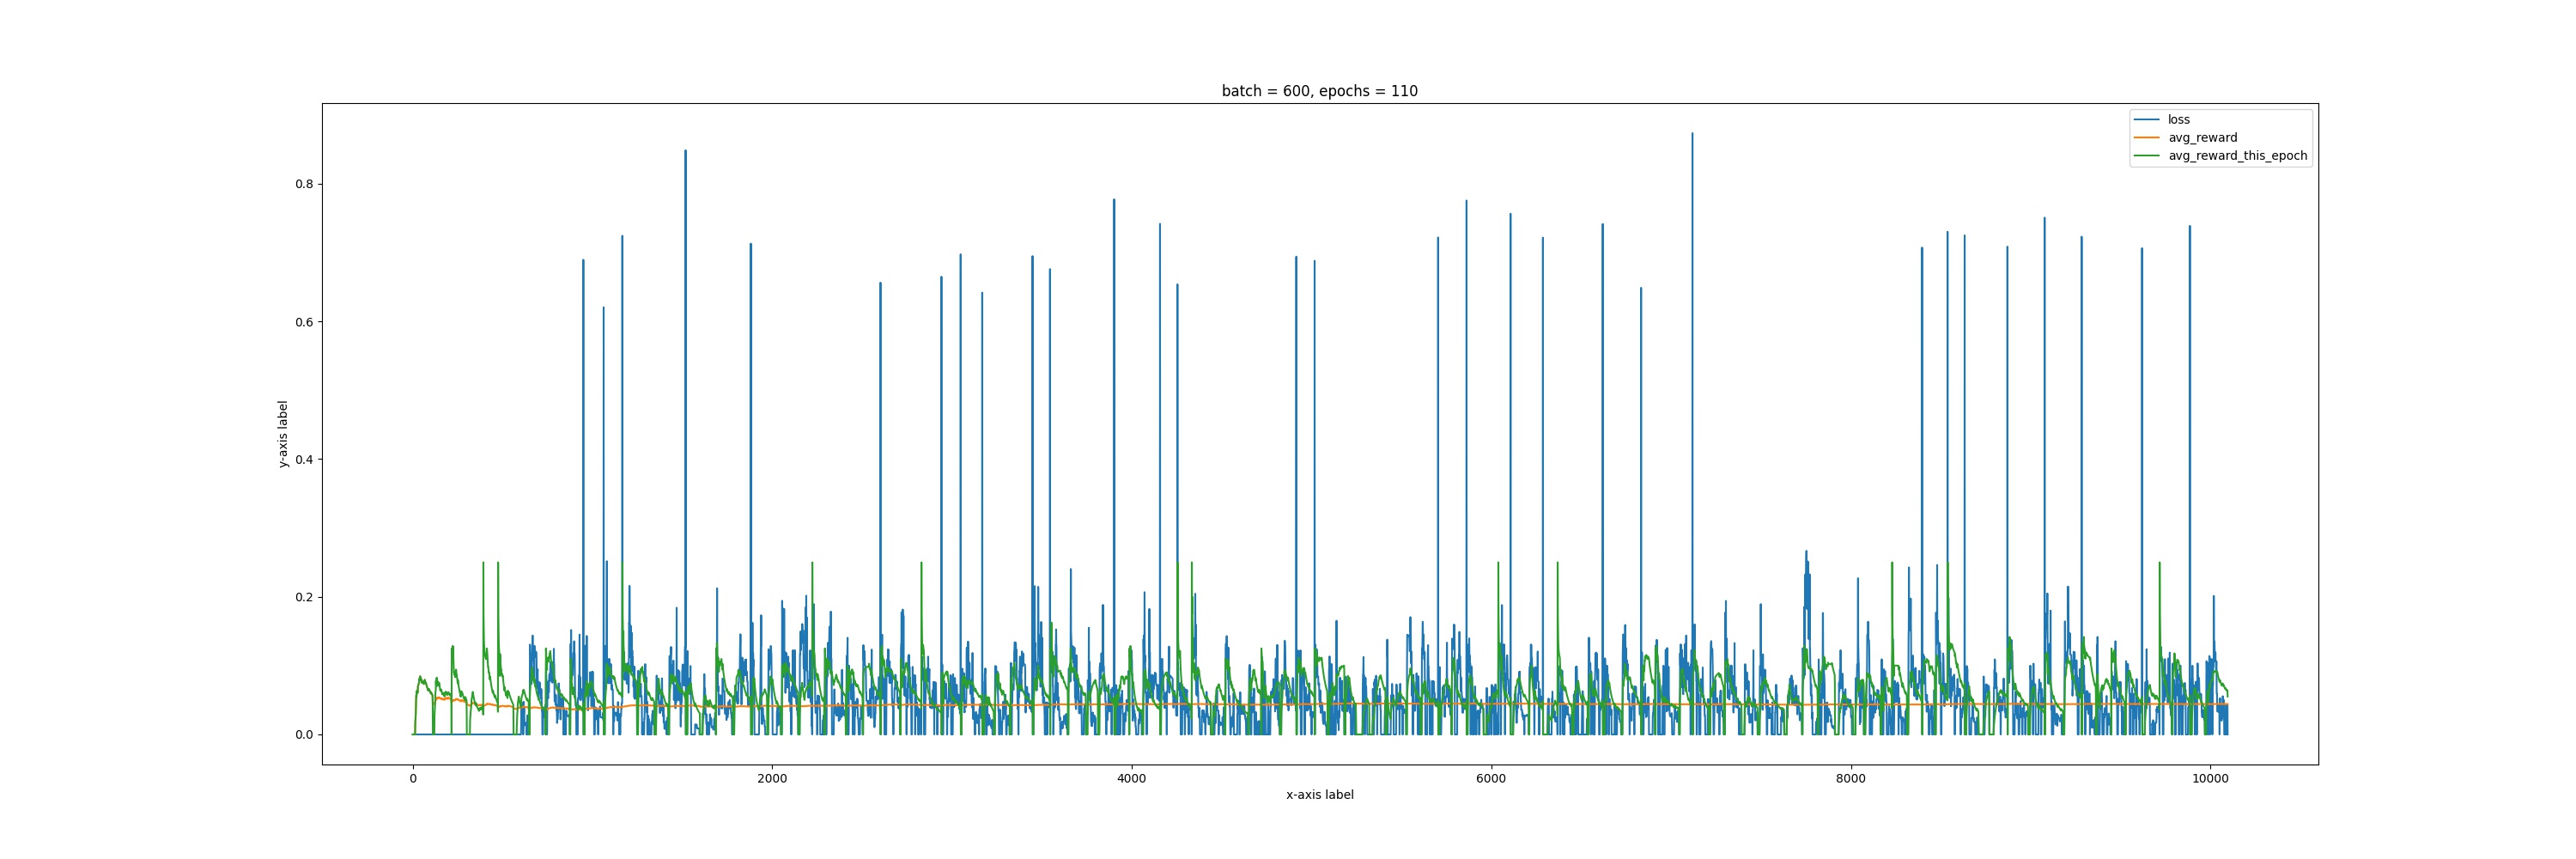 batch = 600, epochs = 110
loss
avg_reward
avg_reward_this_epoch
0.8
0.6
0.4
0.2
0.0
y-axis label
0 2000 4000 6000 8000 10000
x-axis label